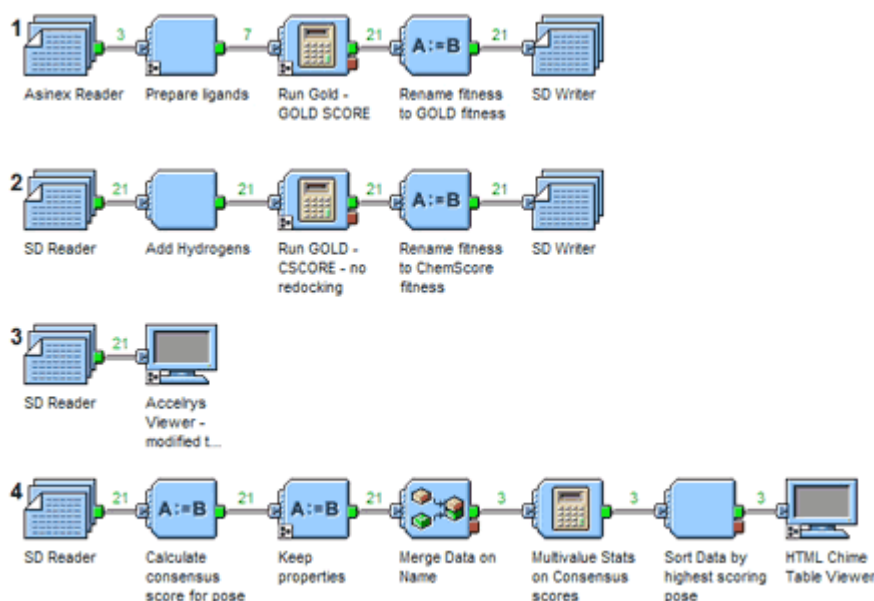 1
3
7
21
A:=B
21
Asinex Reader
Prepare ligands
Run Gold -
GOLD SCORE
Rename fitness
to GOLD fitness
SD Writer
2
21
21
21
A:=B
21
SD Reader
Add Hydrogens
Run GOLD -
CSCORE - no
redocking
Rename fitness
to ChemScore
fitness
SD Writer
3
21
SD Reader
Accelrys
Viewer -
modified t...
4
21
A:=B
21
A:=B
21
3
3
3
SD Reader
Calculate
consensus
score for pose
Keep
properties
Merge Data on
Name
Multivalue Stats
on Consensus
scores
Sort Data by
highest scoring
pose
HTML Chime
Table Viewer